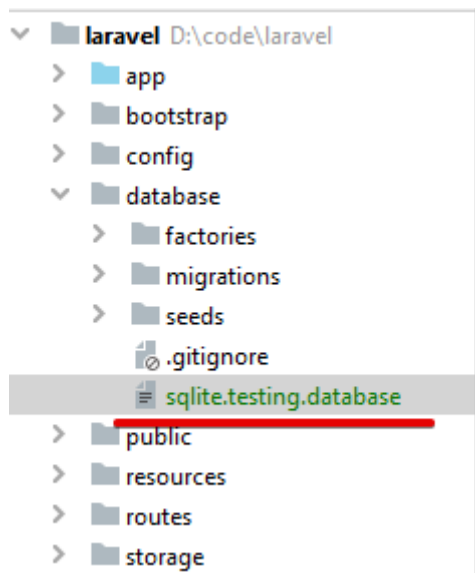 laravel D:\code\laravel
app
bootstrap
config
database
factories
migrations
seeds
.gitignore
sqlite.testing.database
public
resources
routes
storage